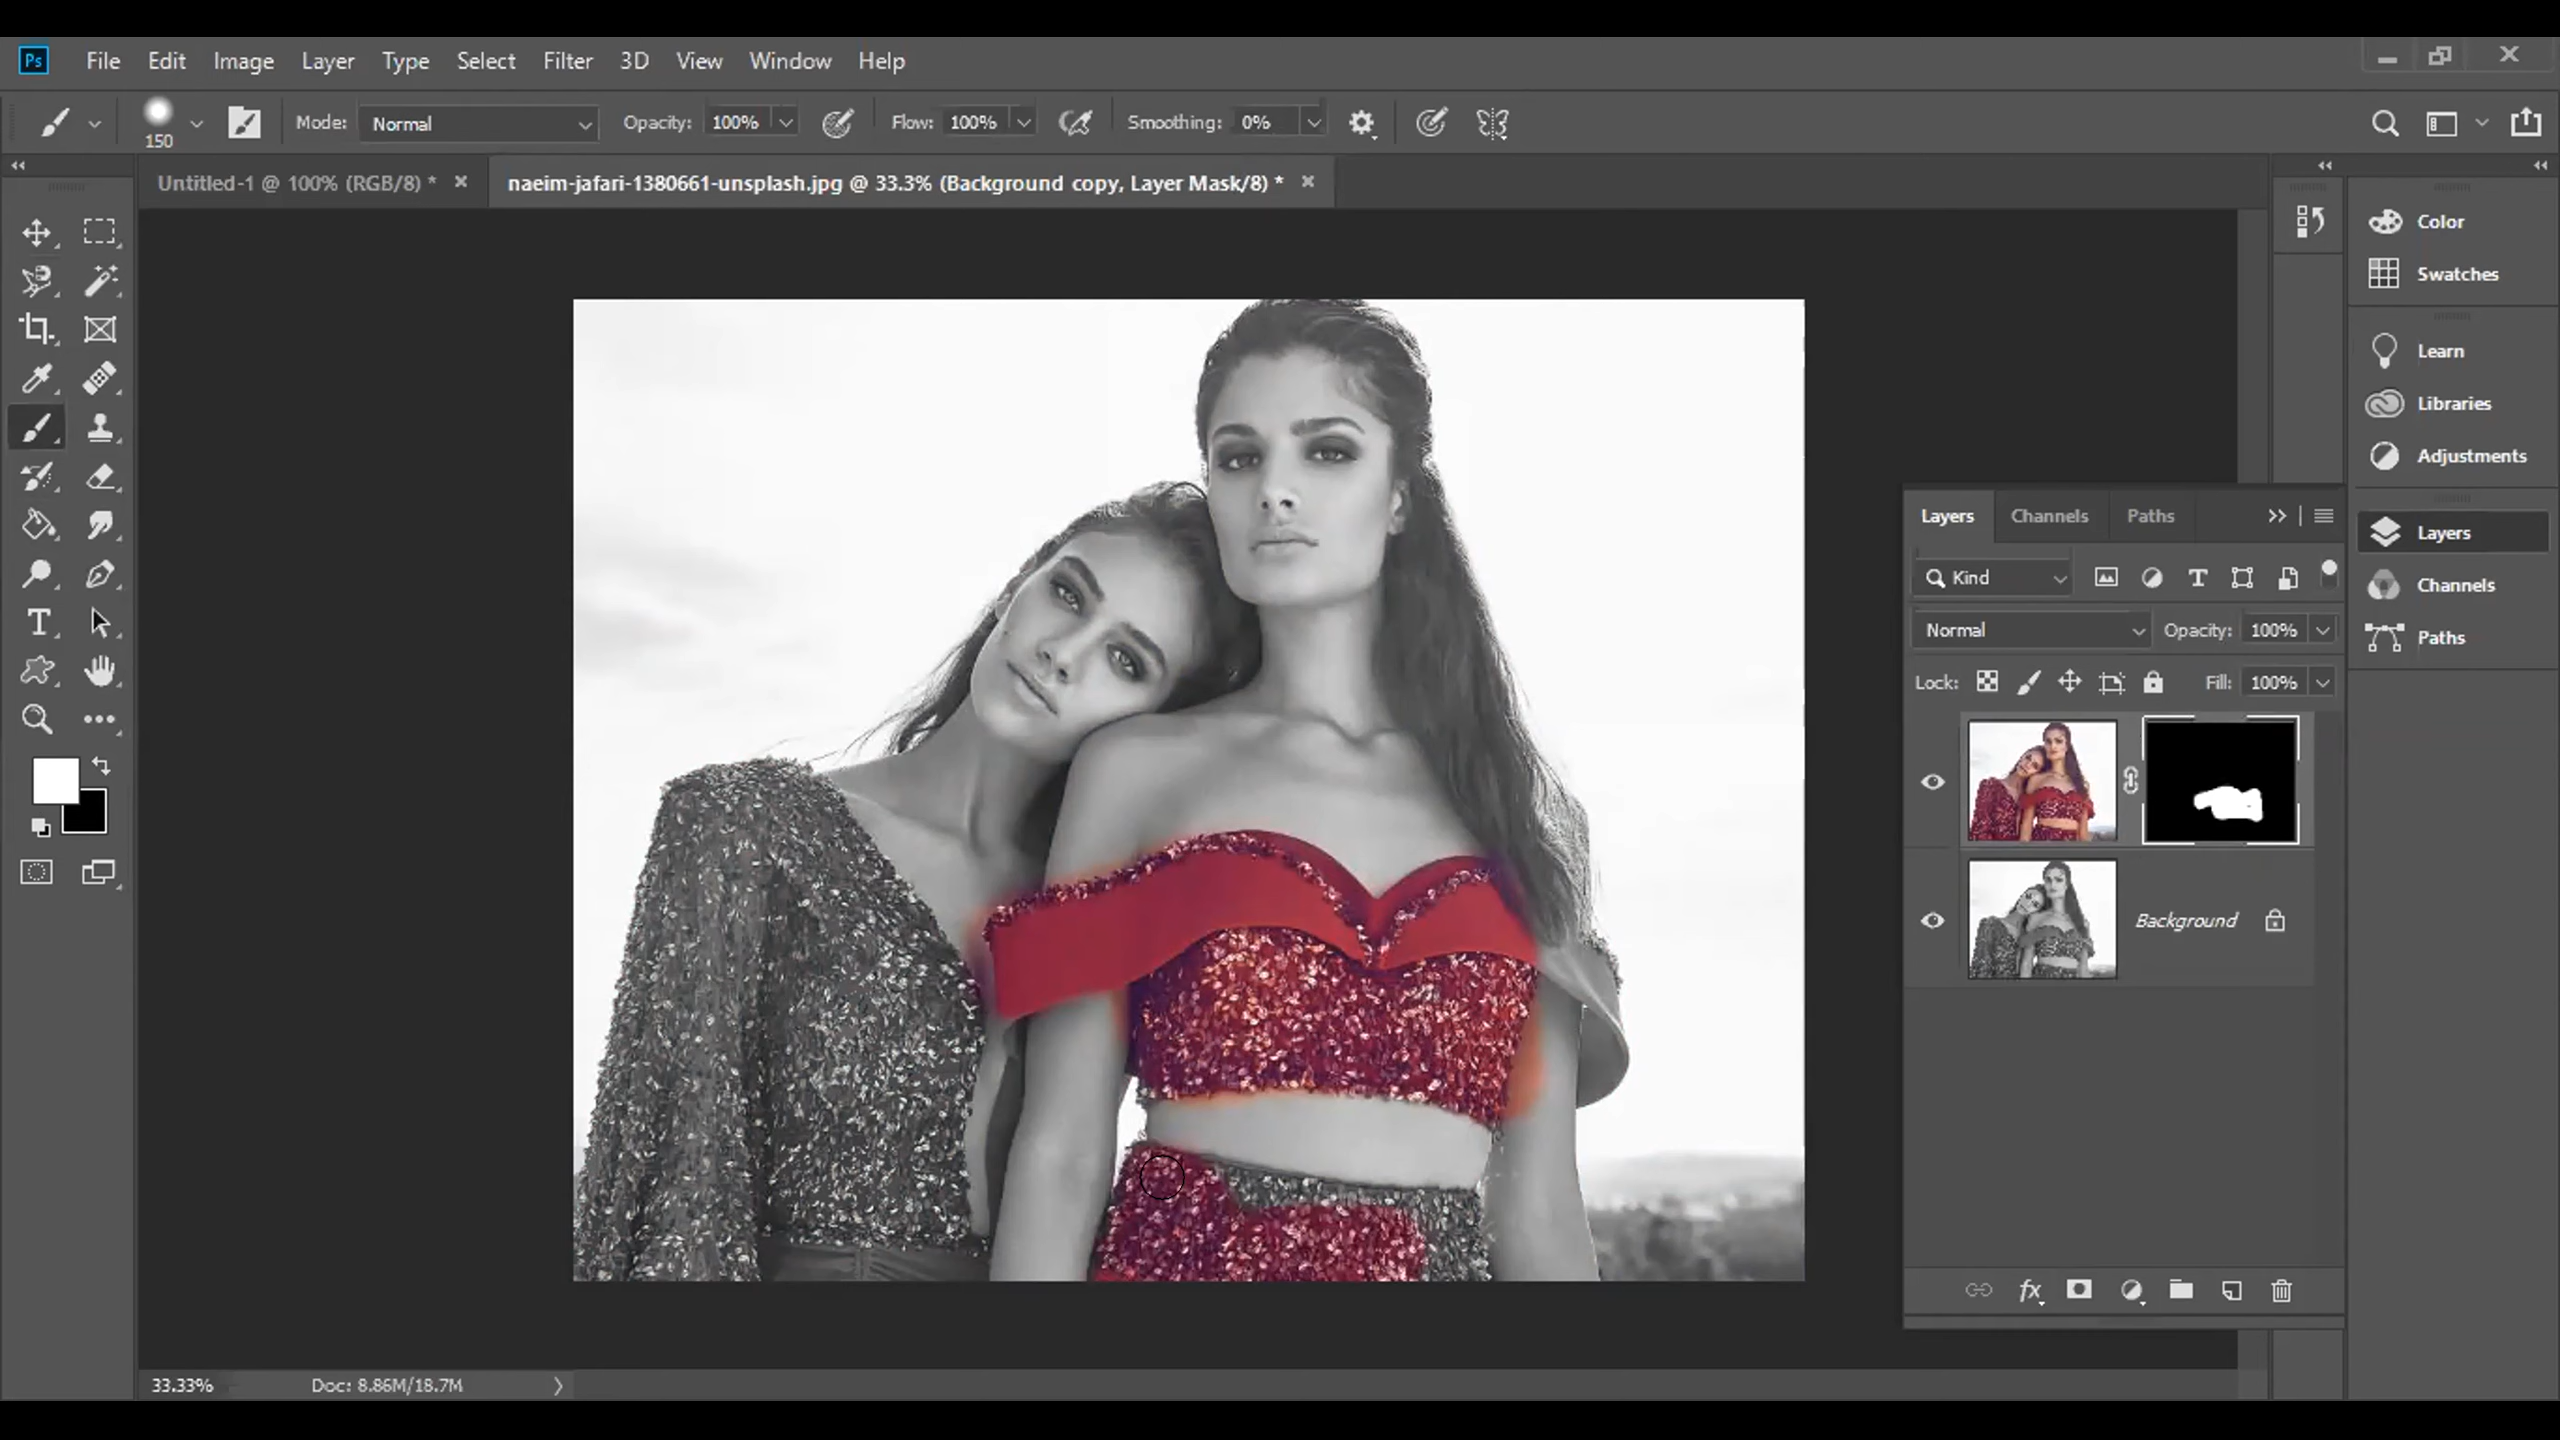 Ps File Edit Image Layer Type Select Filter 3D View Window Help
150 Mode: Normal Opacity: 100% Flow: 100% Smoothing: 0%
Untitled-1 @ 100% (RGB/8) * naeim-jafari-1380661-unsplash.jpg @ 33.3% (Background copy, Layer Mask/8) *
Color
Swatches
Learn
Libraries
Adjustments
Layers
Channels
Paths
Layers Channels Paths
Kind
Normal Opacity: 100%
Lock: Fill: 100%
Background
fx
33.33% Doc: 8.86M/18.7M